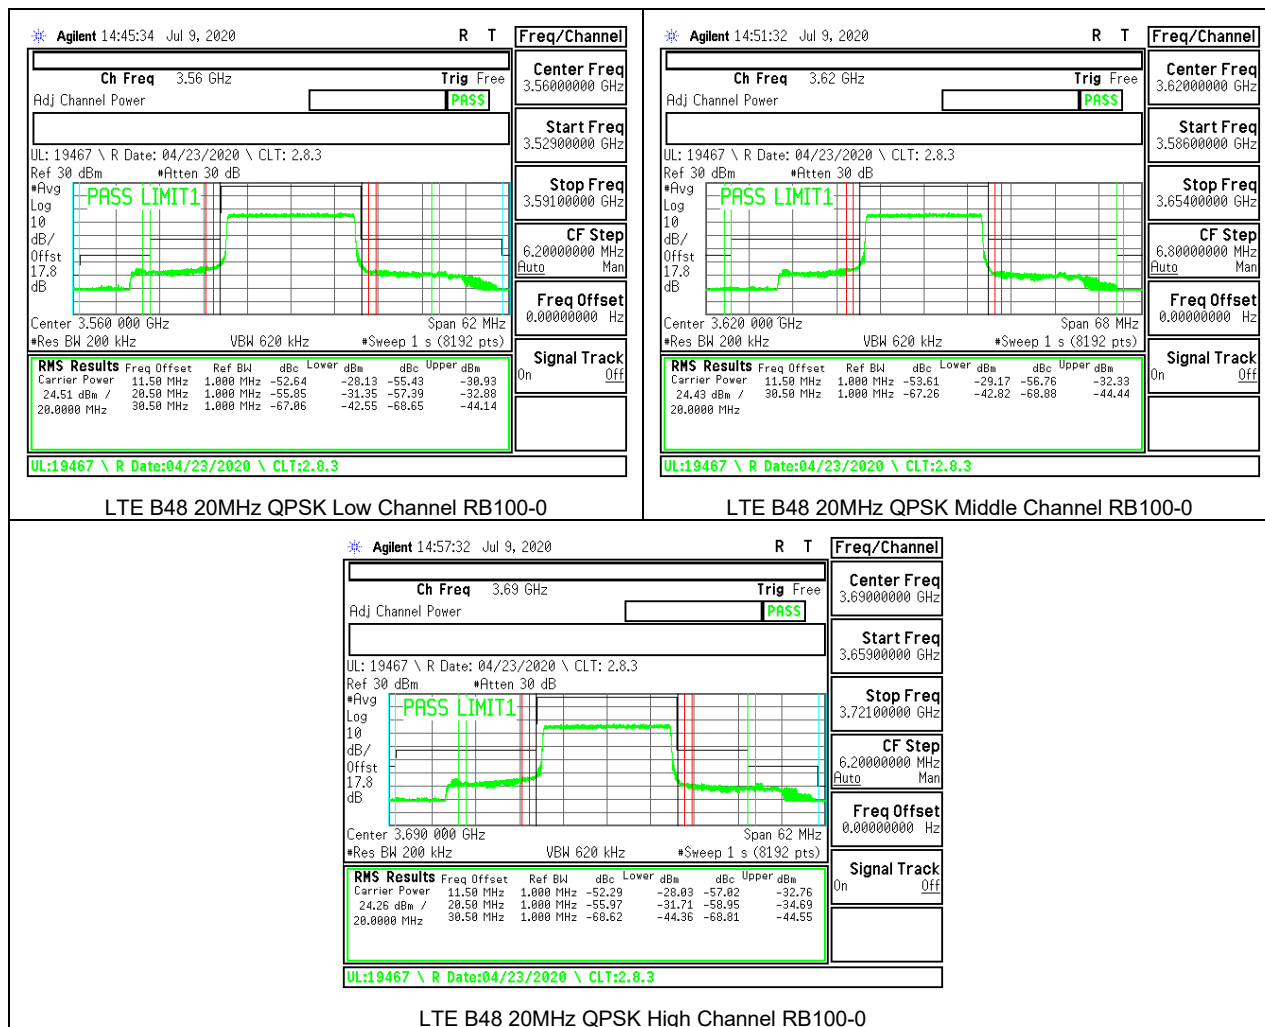 Agilent 14:45:34 Jul 9, 2020 R T Freq/Channel
Ch Freq 3.56 GHz Trig Free
Adj Channel Power PASS
Center Freq
3.56000000 GHz
Start Freq
3.52900000 GHz
Stop Freq
3.59100000 GHz
CF Step
6.20000000 MHz
Auto Man
Freq Offset
0.00000000 Hz
Signal Track
On Off
UL: 19467 \ R Date: 04/23/2020 \ CLT: 2.8.3
Ref 30 dBm #Atten 30 dB
#Avg
Log
10
dB/
Offst
17.8
dB
PASS LIMIT1
Center 3.560 000 GHz Span 62 MHz
#Res BW 200 kHz VBW 620 kHz #Sweep 1 s (8192 pts)
RMS Results Freq Offset Ref BW dBc Lower dBm dBc Upper dBm
Carrier Power 11.50 MHz 1.000 MHz -52.64 -28.13 -55.43 -30.93
24.51 dBm / 20.50 MHz 1.000 MHz -55.85 -31.35 -57.39 -32.88
20.0000 MHz 30.50 MHz 1.000 MHz -67.06 -42.55 -68.65 -44.14
UL:19467 \ R Date:04/23/2020 \ CLT:2.8.3
LTE B48 20MHz QPSK Low Channel RB100-0
Agilent 14:51:32 Jul 9, 2020 R T Freq/Channel
Ch Freq 3.62 GHz Trig Free
Adj Channel Power PASS
Center Freq
3.62000000 GHz
Start Freq
3.58600000 GHz
Stop Freq
3.65400000 GHz
CF Step
6.80000000 MHz
Auto Man
Freq Offset
0.00000000 Hz
Signal Track
On Off
UL: 19467 \ R Date: 04/23/2020 \ CLT: 2.8.3
Ref 30 dBm #Atten 30 dB
#Avg
Log
10
dB/
Offst
17.8
dB
PASS LIMIT1
Center 3.620 000 GHz Span 68 MHz
#Res BW 200 kHz VBW 620 kHz #Sweep 1 s (8192 pts)
RMS Results Freq Offset Ref BW dBc Lower dBm dBc Upper dBm
Carrier Power 11.50 MHz 1.000 MHz -53.61 -29.17 -56.76 -32.33
24.43 dBm / 30.50 MHz 1.000 MHz -67.26 -42.82 -68.88 -44.44
20.0000 MHz
UL:19467 \ R Date:04/23/2020 \ CLT:2.8.3
LTE B48 20MHz QPSK Middle Channel RB100-0
Agilent 14:57:32 Jul 9, 2020 R T Freq/Channel
Ch Freq 3.69 GHz Trig Free
Adj Channel Power PASS
Center Freq
3.69000000 GHz
Start Freq
3.65900000 GHz
Stop Freq
3.72100000 GHz
CF Step
6.20000000 MHz
Auto Man
Freq Offset
0.00000000 Hz
Signal Track
On Off
UL: 19467 \ R Date: 04/23/2020 \ CLT: 2.8.3
Ref 30 dBm #Atten 30 dB
#Avg
Log
10
dB/
Offst
17.8
dB
PASS LIMIT1
Center 3.690 000 GHz Span 62 MHz
#Res BW 200 kHz VBW 620 kHz #Sweep 1 s (8192 pts)
RMS Results Freq Offset Ref BW dBc Lower dBm dBc Upper dBm
Carrier Power 11.50 MHz 1.000 MHz -52.29 -28.03 -57.02 -32.76
24.26 dBm / 20.50 MHz 1.000 MHz -55.97 -31.71 -58.95 -34.69
20.0000 MHz 30.50 MHz 1.000 MHz -68.62 -44.36 -68.81 -44.55
UL:19467 \ R Date:04/23/2020 \ CLT:2.8.3
LTE B48 20MHz QPSK High Channel RB100-0